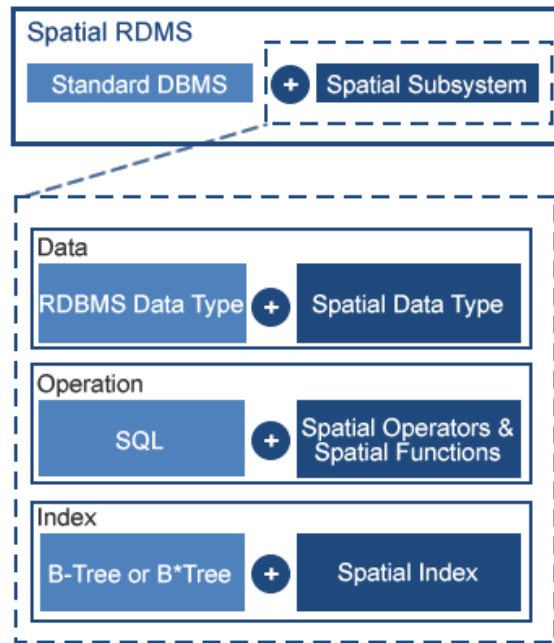 Spatial RDMS
Standard DBMS + Spatial Subsystem
Data
RDBMS Data Type + Spatial Data Type
Operation
SQL + Spatial Operators &
Spatial Functions
Index
B-Tree or B*Tree + Spatial Index